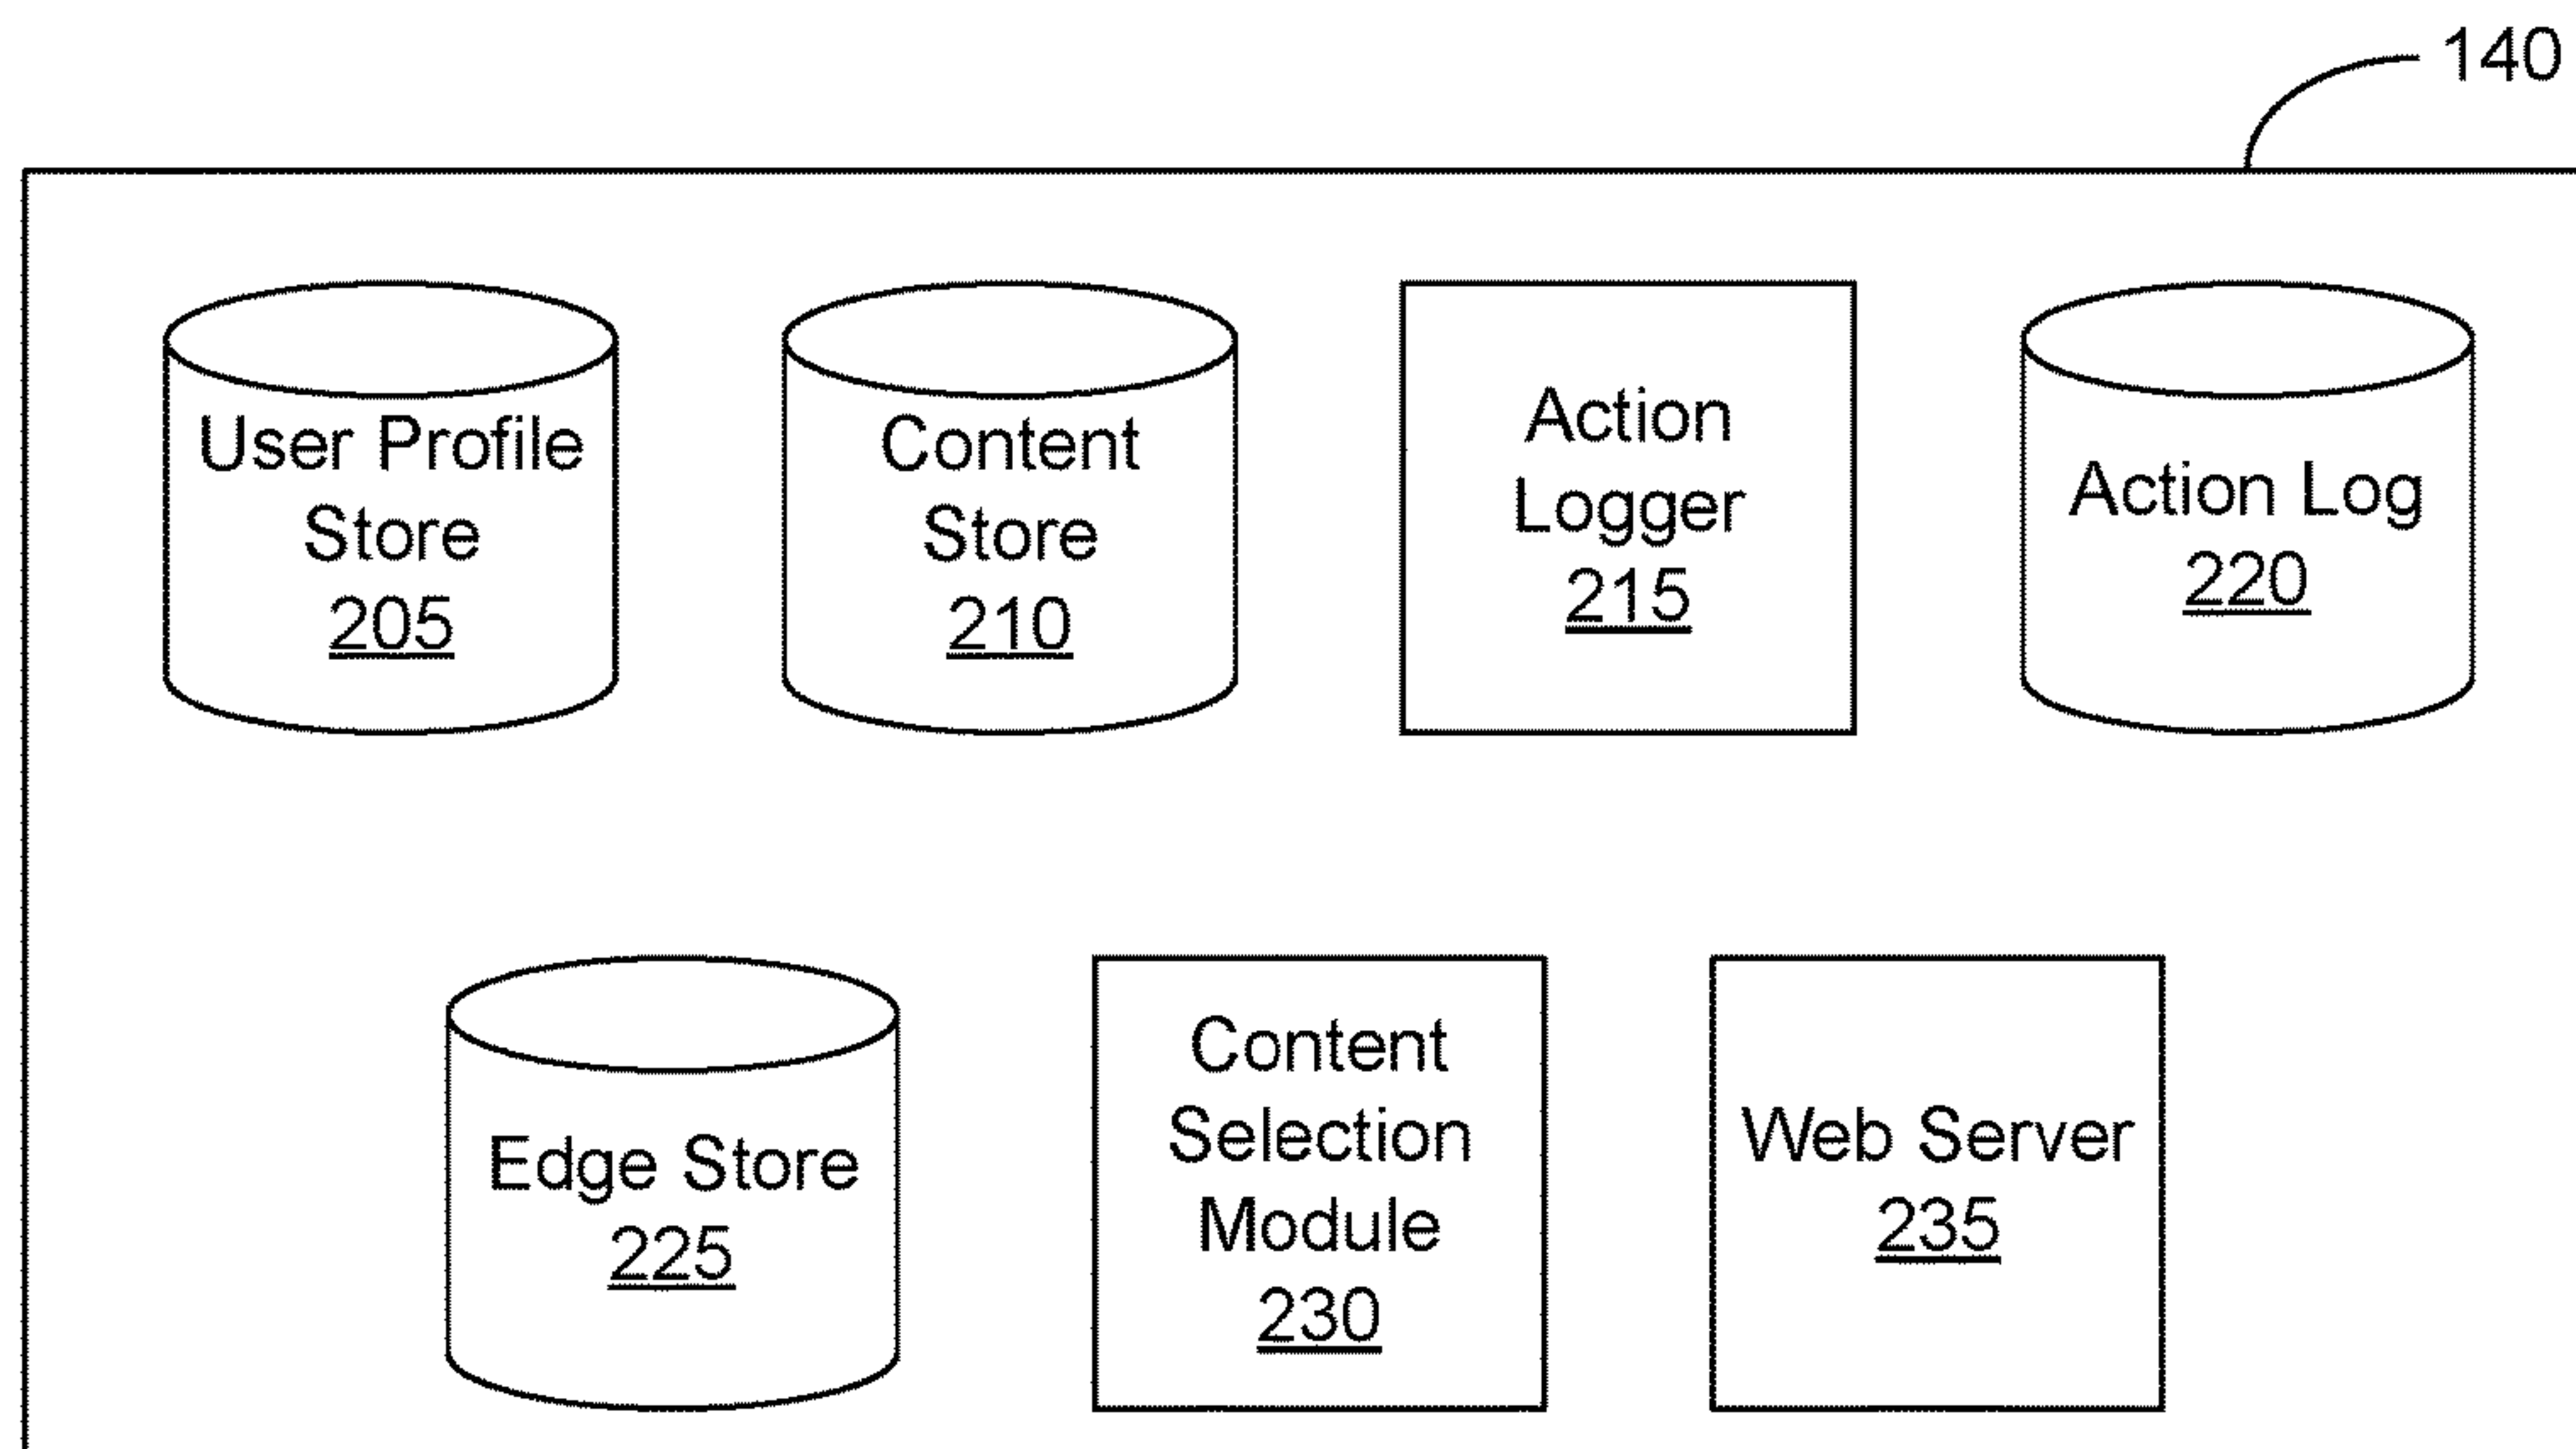 140
User Profile
Store
205
Content
Store
210
Action
Logger
215
Action Log
220
Edge Store
225
Content
Selection
Module
230
Web Server
235